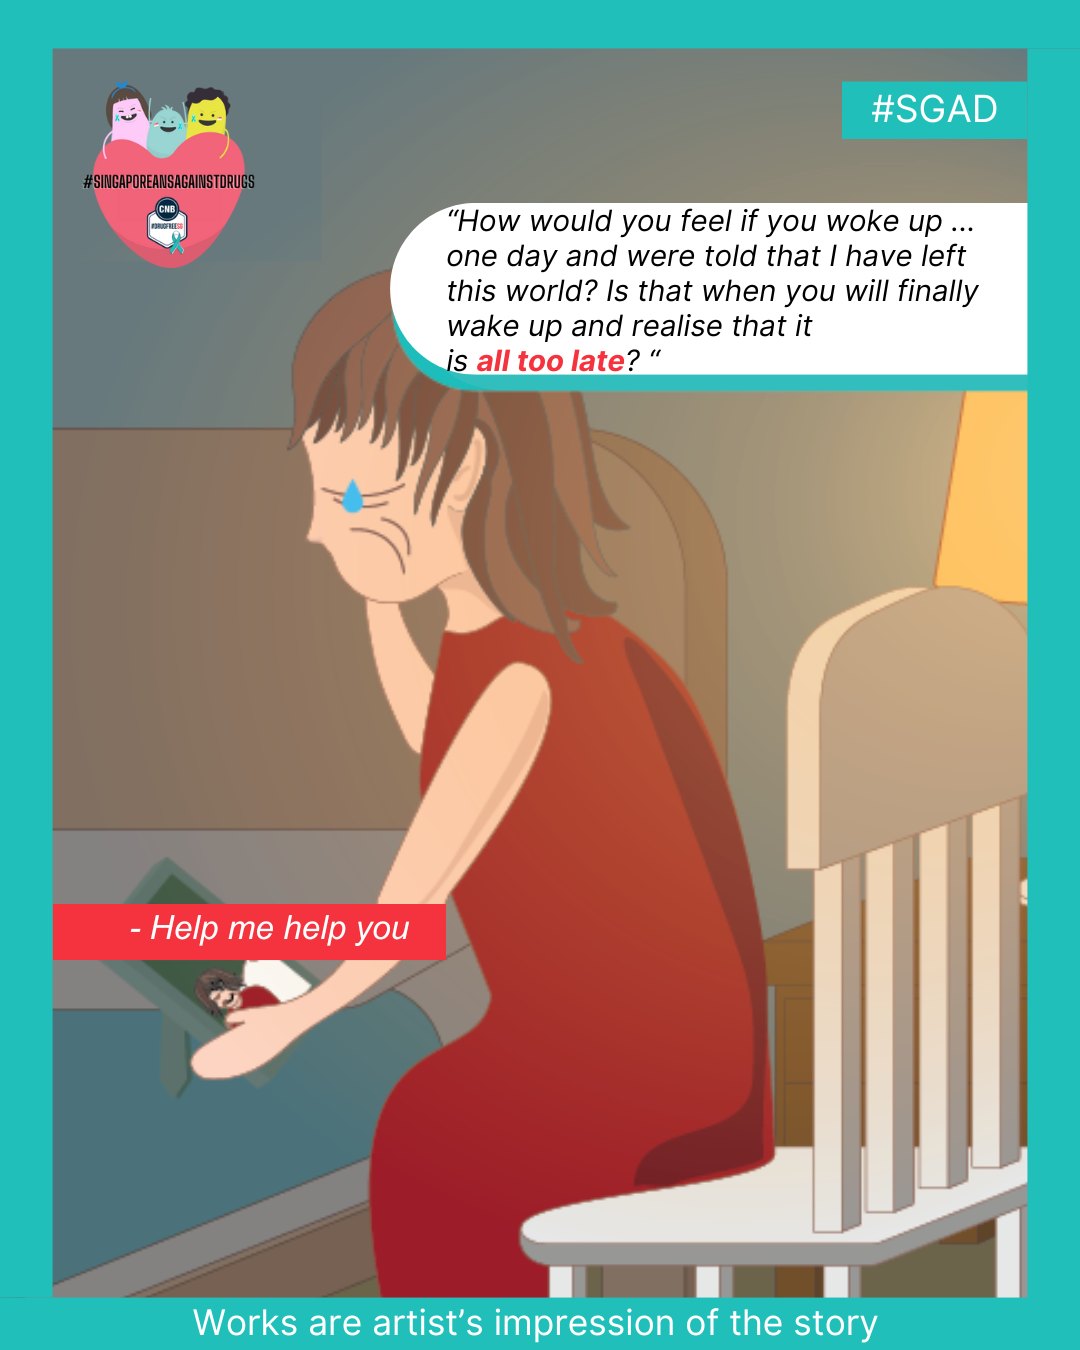 #SGAD
#SINGAPOREANSAGAINSTDRUGS
CNB
#DRUGFREESG
“How would you feel if you woke up ...
one day and were told that I have left
this world? Is that when you will finally
wake up and realise that it
is all too late? “
- Help me help you
Works are artist’s impression of the story